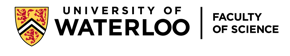 UNIVERSITY OF
WATERLOO
FACULTY
OF SCIENCE